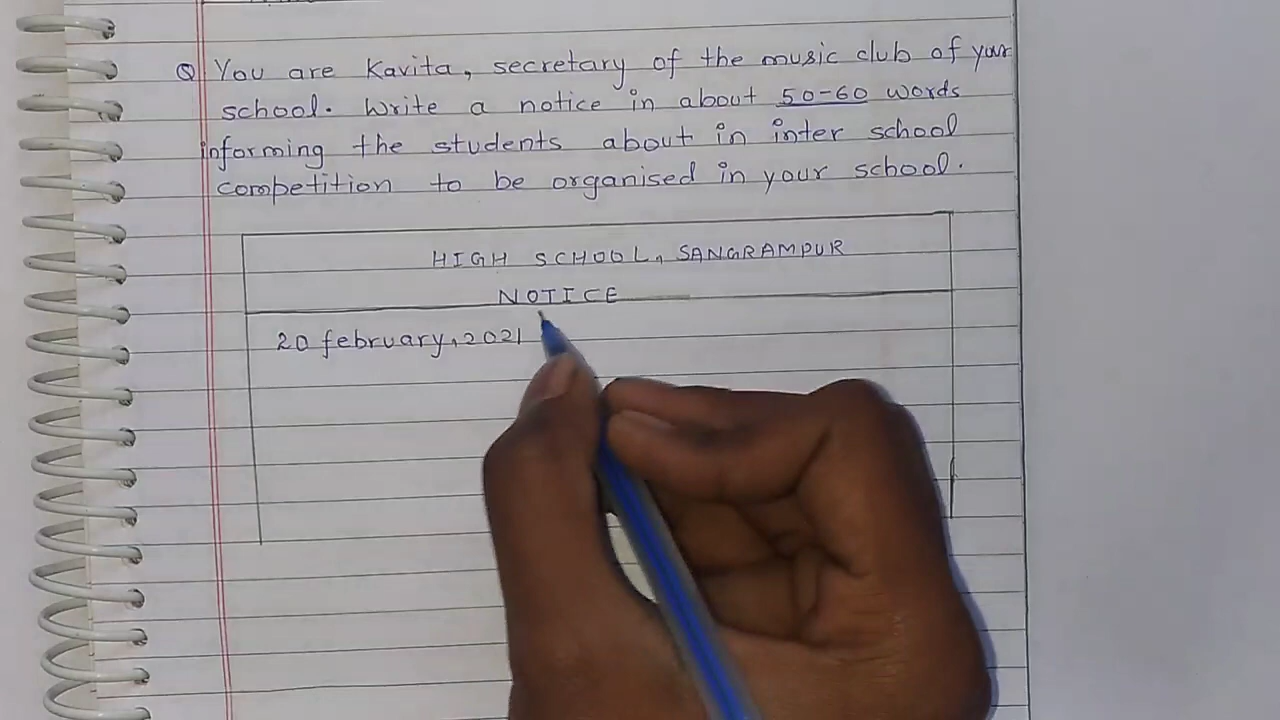 Q You are Kavita, secretary of the music club of your
school. Write a notice in about 50-60 words
informing the students about in inter school
competition to be organised in your school.
HIGH SCHOOL, SANGRAMPUR
NOTICE
20 february, 2021